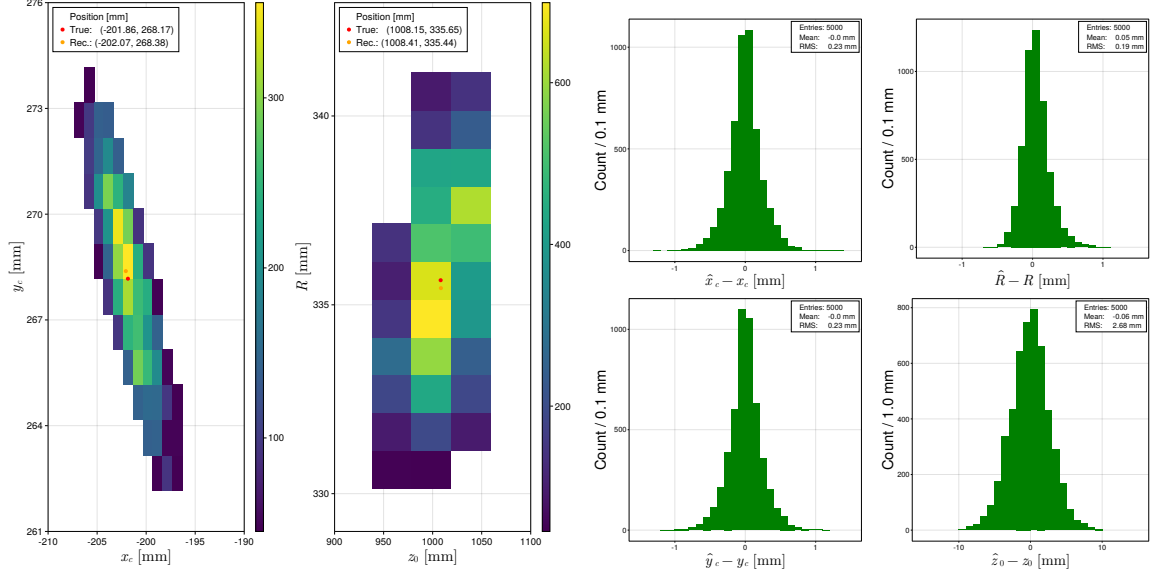 Position [mm]
True: (-201.86, 268.17)
Rec.: (-202.07, 268.38)
276
273
270
267
264
261
-210
-205
-200
-195
-190
y_c [mm]
x_c [mm]
300
200
100
Position [mm]
True: (1008.15, 335.65)
Rec.: (1008.41, 335.44)
340
335
330
900
950
1000
1050
1100
R [mm]
z_0 [mm]
600
400
200
Entries: 5000
Mean: -0.0 mm
RMS: 0.23 mm
1000
500
0
-1
0
1
Count / 0.1 mm
x̂_c − x_c [mm]
Entries: 5000
Mean: 0.05 mm
RMS: 0.19 mm
1000
500
0
-1
0
1
Count / 0.1 mm
R̂ − R [mm]
Entries: 5000
Mean: -0.0 mm
RMS: 0.23 mm
1000
500
0
-1
0
1
Count / 0.1 mm
ŷ_c − y_c [mm]
Entries: 5000
Mean: -0.06 mm
RMS: 2.68 mm
800
600
400
200
0
-10
0
10
Count / 1.0 mm
ẑ_0 − z_0 [mm]